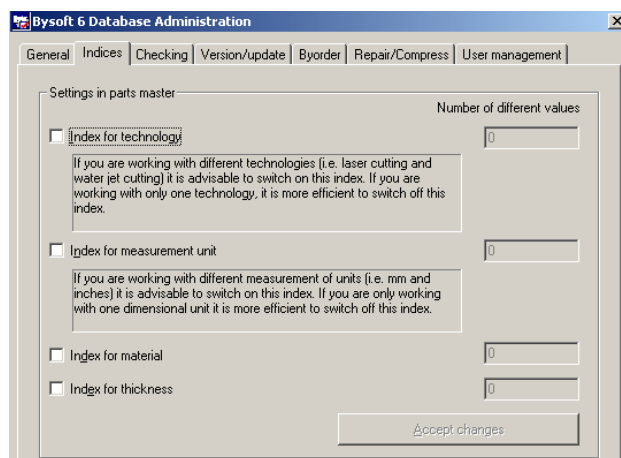 Bysoft 6 Database Administration
General Indices Checking Version/update Byorder Repair/Compress User management
Settings in parts master
Number of different values
Index for technology 0
If you are working with different technologies (i.e. laser cutting and
water jet cutting) it is advisable to switch on this index. If you are
working with only one technology, it is more efficient to switch off this
index.
Index for measurement unit 0
If you are working with different measurement of units (i.e. mm and
inches) it is advisable to switch on this index. If you are only working
with one dimensional unit it is more efficient to switch off this index.
Index for material 0
Index for thickness 0
Accept changes